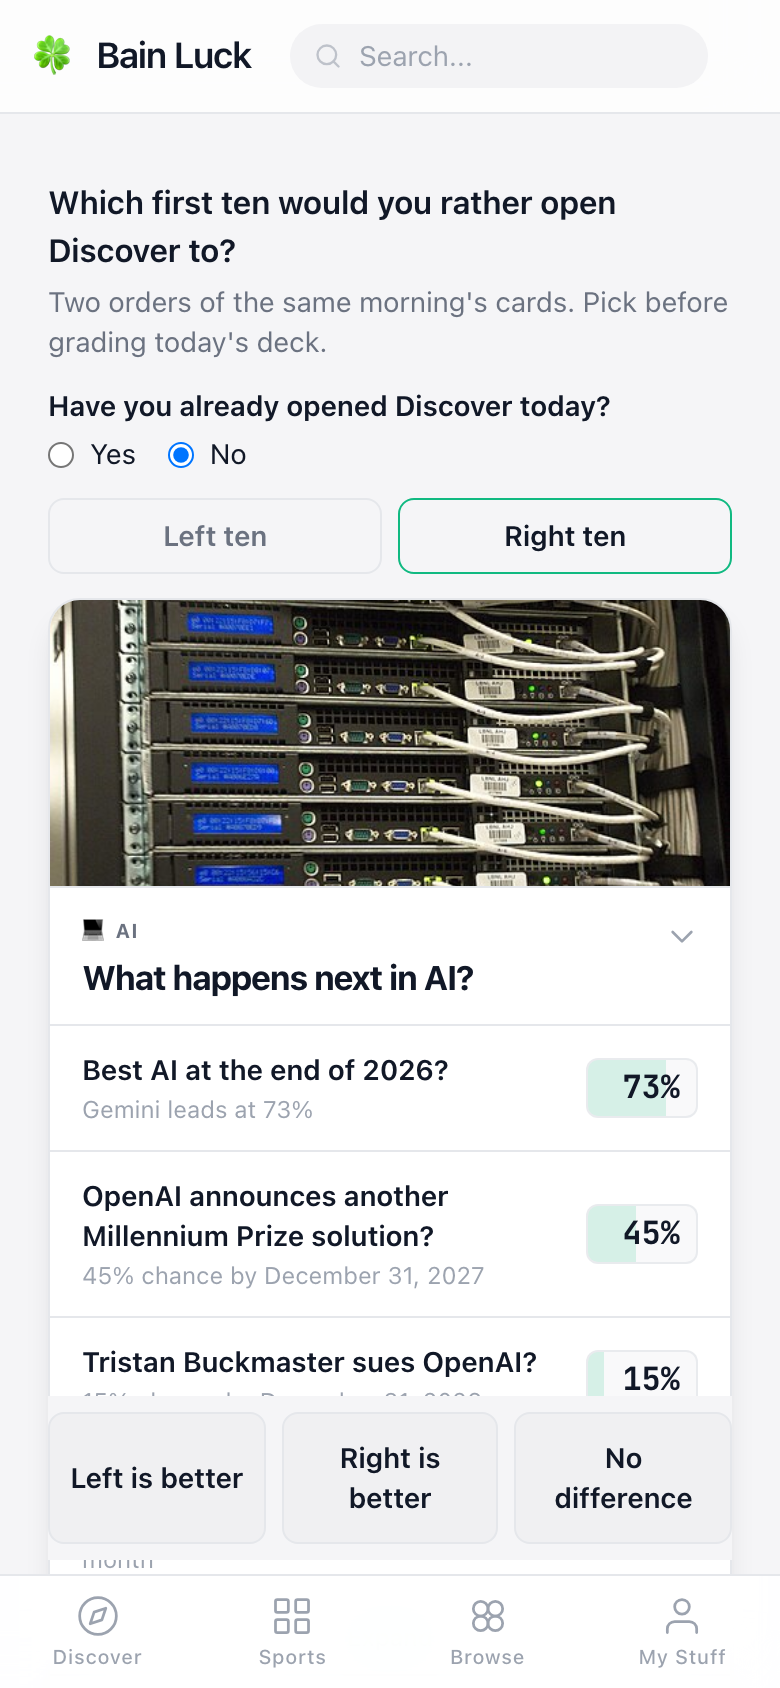 Bain Luck
Search...
Which first ten would you rather open
Discover to?
Two orders of the same morning's cards. Pick before
grading today's deck.
Have you already opened Discover today?
Yes
No
Left ten
Right ten
AI
What happens next in AI?
Best AI at the end of 2026?
Gemini leads at 73%
73%
OpenAI announces another
Millennium Prize solution?
45% chance by December 31, 2027
45%
Tristan Buckmaster sues OpenAI?
15%
Left is better
Right is
better
No
difference
month
Discover
Sports
Browse
My Stuff